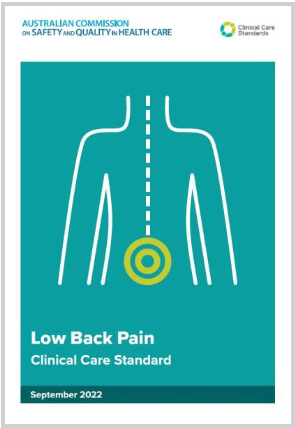 AUSTRALIAN COMMISSION
ON SAFETY AND QUALITY IN HEALTH CARE
Clinical Care
Standards
Low Back Pain
Clinical Care Standard
September 2022